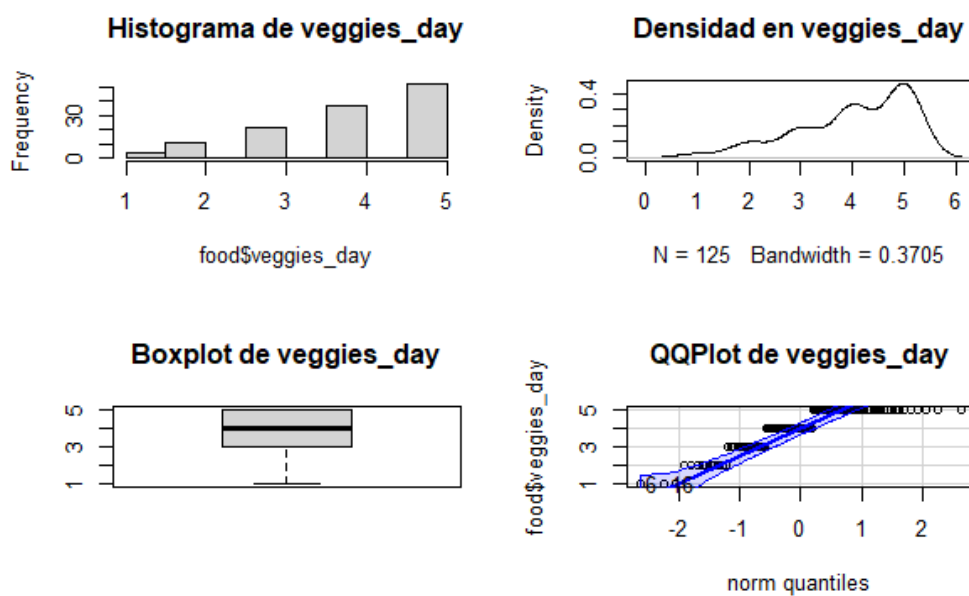 Histograma de veggies_day
Frequency
0 30
1 2 3 4 5
food$veggies_day
Densidad en veggies_day
Density
0.0 0.4
0 1 2 3 4 5 6
N = 125 Bandwidth = 0.3705
Boxplot de veggies_day
1 3 5
QQPlot de veggies_day
food$veggies_day
1 3 5
6 16
-2 -1 0 1 2
norm quantiles